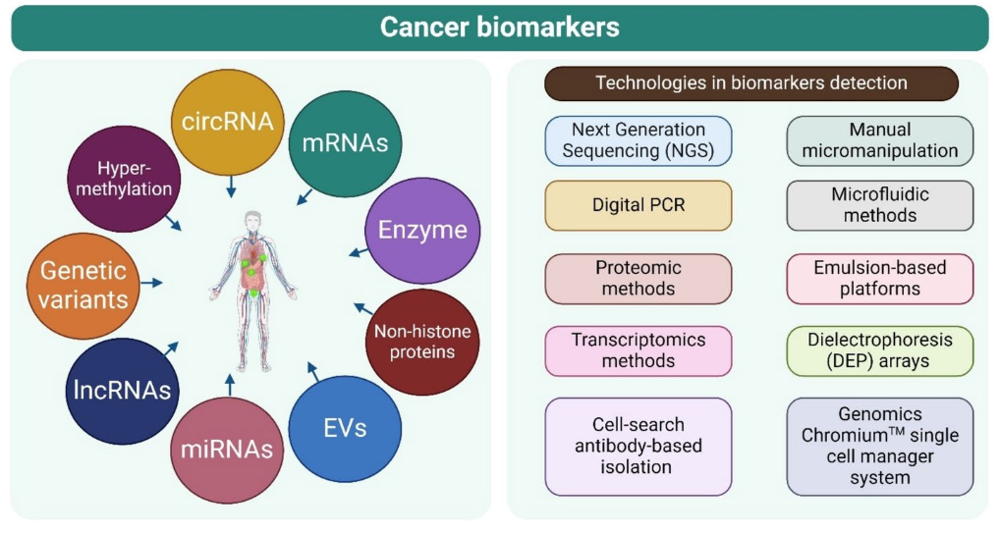 Cancer biomarkers
circRNA
mRNAs
Hyper-
methylation
Enzyme
Genetic
variants
Non-histone
proteins
lncRNAs
EVs
miRNAs
Technologies in biomarkers detection
Next Generation
Sequencing (NGS)
Manual
micromanipulation
Digital PCR
Microfluidic
methods
Proteomic
methods
Emulsion-based
platforms
Transcriptomics
methods
Dielectrophoresis
(DEP) arrays
Cell-search
antibody-based
isolation
Genomics
Chromium™ single
cell manager
system